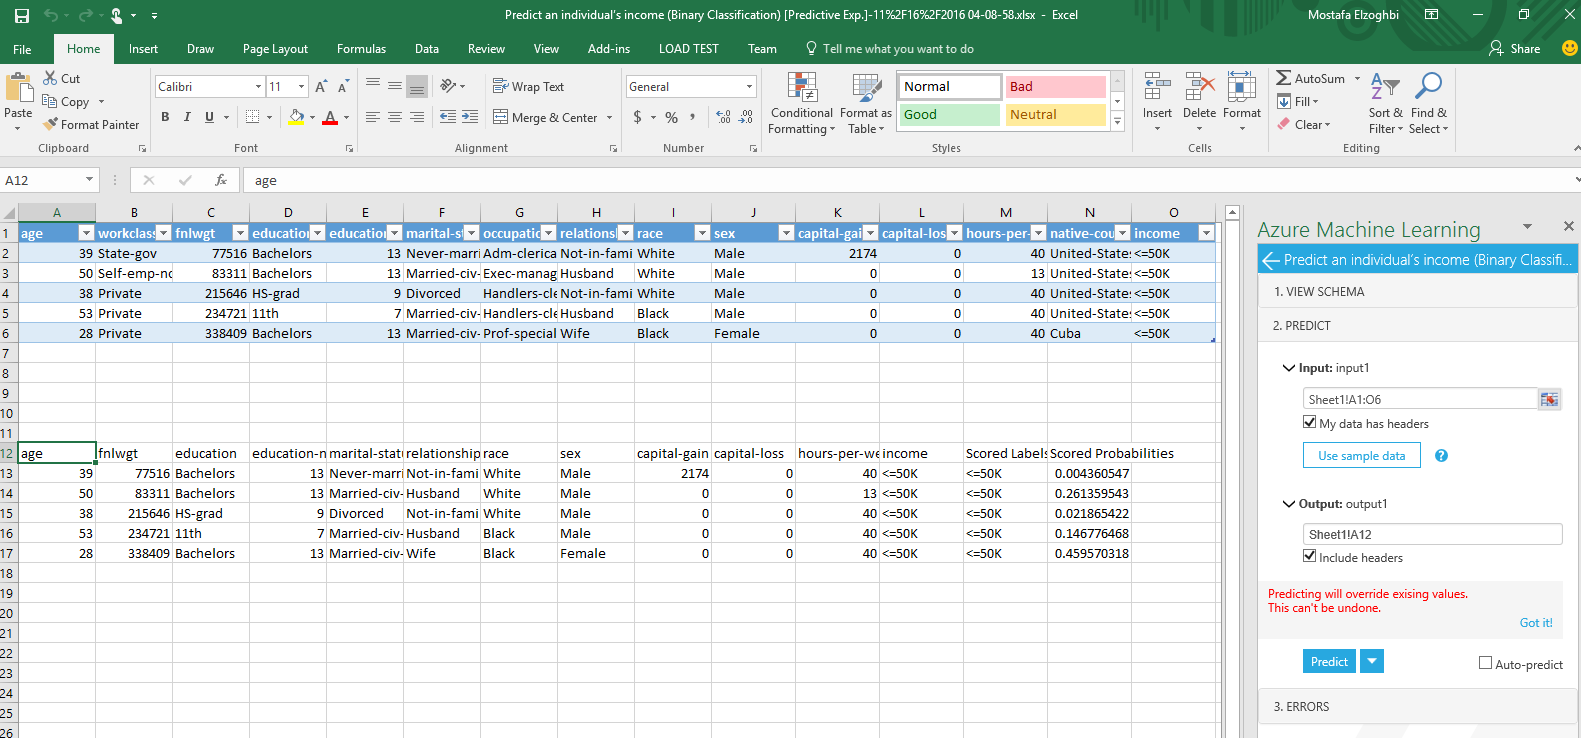 Predict an individual's income (Binary Classification) [Predictive Exp.]-11%2F16%2F2016 04-08-58.xlsx - Excel
Mostafa Elzoghbi
File Home Insert Draw Page Layout Formulas Data Review View Add-ins LOAD TEST Team Tell me what you want to do Share
Paste
Cut
Copy
Format Painter
Clipboard
Calibri 11
B I U
Font
Wrap Text
Merge & Center
Alignment
General
$ % ,
Number
Conditional Formatting
Format as Table
Normal Bad
Good Neutral
Styles
Insert Delete Format
Cells
AutoSum
Fill
Clear
Sort & Filter
Find & Select
Editing
A12 fx age
A B C D E F G H I J K L M N O
1 age workclas fnlwgt education education marital-st occupatio relations race sex capital-gai capital-los hours-per- native-cou income
2 39 State-gov 77516 Bachelors 13 Never-marri Adm-clerica Not-in-fami White Male 2174 0 40 United-States <=50K
3 50 Self-emp-no 83311 Bachelors 13 Married-civ- Exec-manag Husband White Male 0 0 13 United-States <=50K
4 38 Private 215646 HS-grad 9 Divorced Handlers-cle Not-in-fami White Male 0 0 40 United-States <=50K
5 53 Private 234721 11th 7 Married-civ- Handlers-cle Husband Black Male 0 0 40 United-States <=50K
6 28 Private 338409 Bachelors 13 Married-civ- Prof-special Wife Black Female 0 0 40 Cuba <=50K
7
8
9
10
11
12 age fnlwgt education education-n marital-statu relationship race sex capital-gain capital-loss hours-per-we income Scored Labels Scored Probabilities
13 39 77516 Bachelors 13 Never-marri Not-in-fami White Male 2174 0 40 <=50K <=50K 0.004360547
14 50 83311 Bachelors 13 Married-civ- Husband White Male 0 0 13 <=50K <=50K 0.261359543
15 38 215646 HS-grad 9 Divorced Not-in-fami White Male 0 0 40 <=50K <=50K 0.021865422
16 53 234721 11th 7 Married-civ- Husband Black Male 0 0 40 <=50K <=50K 0.146776468
17 28 338409 Bachelors 13 Married-civ- Wife Black Female 0 0 40 <=50K <=50K 0.459570318
18
19
20
21
22
23
24
25
26
Azure Machine Learning
Predict an individual's income (Binary Classifi...
1. VIEW SCHEMA
2. PREDICT
Input: input1
Sheet1!A1:O6
My data has headers
Use sample data ?
Output: output1
Sheet1!A12
Include headers
Predicting will override exising values.
This can't be undone.
Got it!
Predict
Auto-predict
3. ERRORS